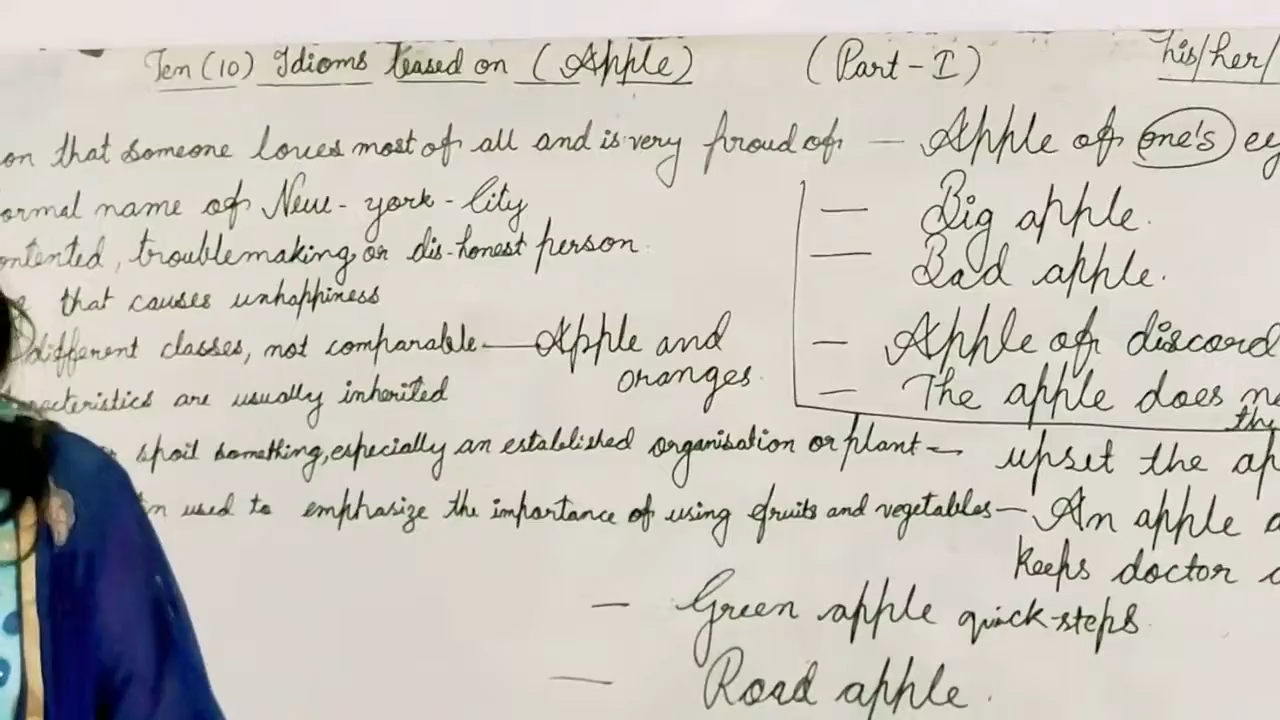 Ten (10) Idioms based on (Apple) (Part-I) his/her/
on that someone loves most of all and is very proud of — Apple of one's ey
ormal name of New-york-City — Big apple.
ontented, troublemaking, or dis-honest person — Bad apple.
that causes unhappiness — Apple of discord
different classes, not comparable — Apple and oranges.
racteristics are usually inherited — The apple does n
th
spoil something, especially an established organisation or plant — upset the ap
n used to emphasize the importance of using fruits and vegetables — An apple a
keeps doctor
— Green apple quick-steps
— Road apple.